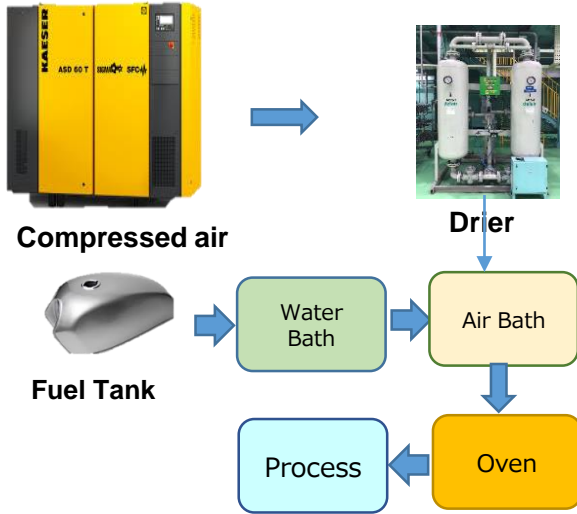 KAESER
ASD 60 T
SFC
Compressed air
Drier
Fuel Tank
Water
Bath
Air Bath
Process
Oven